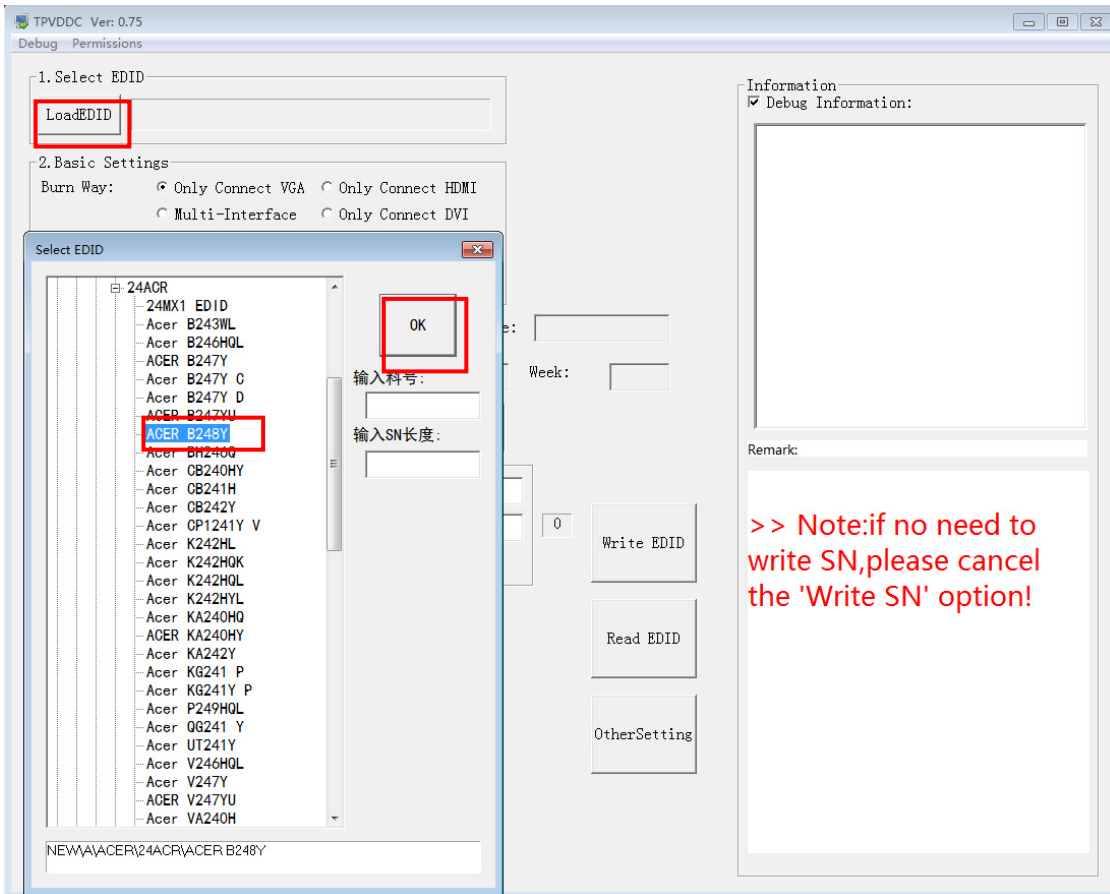 TPVDDC Ver: 0.75
Debug Permissions
1.Select EDID
LoadEDID
2.Basic Settings
Burn Way: Only Connect VGA Only Connect HDMI
Multi-Interface Only Connect DVI
Select EDID
24ACR
24MX1 EDID
Acer B243WL
Acer B246HQL
ACER B247Y
Acer B247Y C
Acer B247Y D
ACER B247YU
ACER B248Y
Acer BH246Q
Acer CB240HY
Acer CB241H
Acer CB242Y
Acer CP1241Y V
Acer K242HL
Acer K242HQK
Acer K242HQL
Acer K242HYL
Acer KA240HQ
ACER KA240HY
Acer KA242Y
Acer KG241 P
Acer KG241Y P
Acer P249HQL
Acer QG241 Y
Acer UT241Y
Acer V246HQL
Acer V247Y
ACER V247YU
Acer VA240H
OK
输入料号:
输入SN长度:
NEW\A\ACER\24ACR\ACER B248Y
e:
Week:
0
Write EDID
Read EDID
OtherSetting
Information
Debug Information:
Remark:
>> Note:if no need to
write SN,please cancel
the 'Write SN' option!